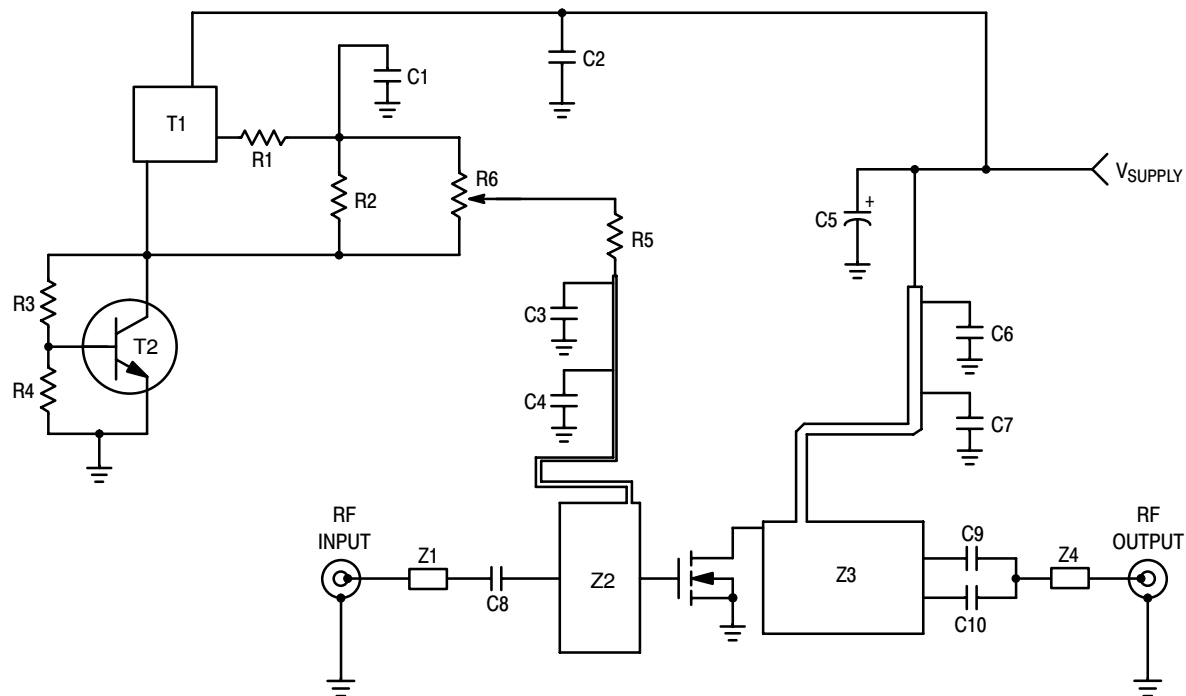 C2
C1
T1
R1
R2
R6
R5
VSUPPLY
C5
+
R3
T2
R4
C3
C4
C6
C7
RF
INPUT
Z1
C8
Z2
Z3
C9
C10
Z4
RF
OUTPUT